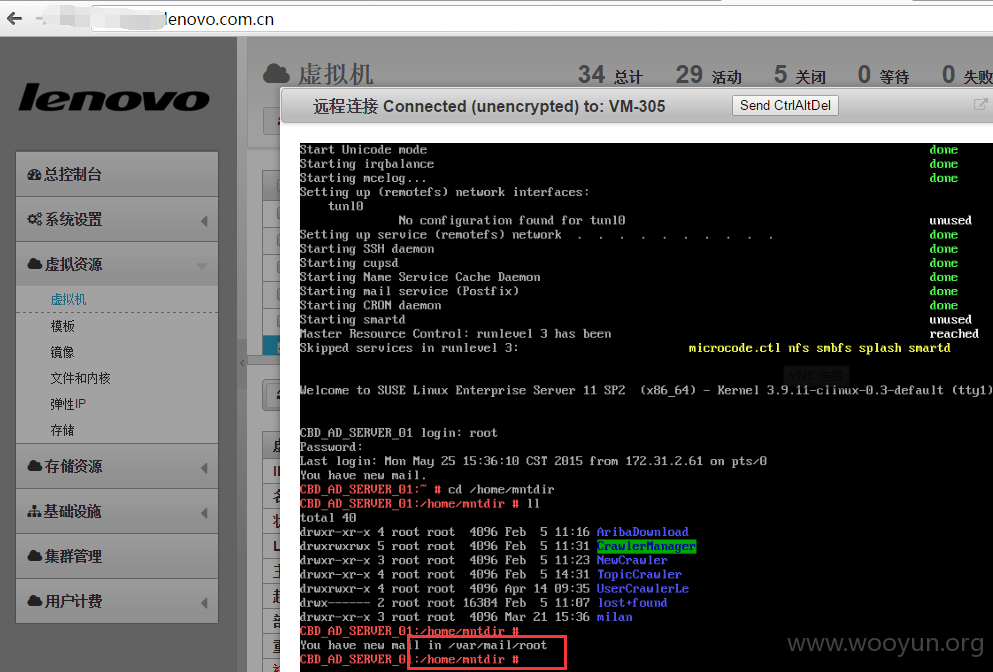 lenovo.com.cn
lenovo
虚拟机
34 总计 29 活动 5 关闭 0 等待 0 失败
远程连接 Connected (unencrypted) to: VM-305
Send CtrlAltDel
总控制台
系统设置
虚拟资源
虚拟机
模板
镜像
文件和内核
弹性IP
存储
存储资源
基础设施
集群管理
用户计费
Start Unicode mode done
Starting irqbalance done
Starting mcelog... done
Setting up (remotefs) network interfaces:
tunl0
No configuration found for tunl0 unused
Setting up service (remotefs) network . . . . . . . . . . done
Starting SSH daemon done
Starting cupsd done
Starting Name Service Cache Daemon done
Starting mail service (Postfix) done
Starting CRON daemon done
Starting smartd unused
Master Resource Control: runlevel 3 has been reached
Skipped services in runlevel 3: microcode.ctl nfs smbfs splash smartd
Welcome to SUSE Linux Enterprise Server 11 SP2 (x86_64) - Kernel 3.9.11-clinux-0.3-default (tty1)
CBD_AD_SERVER_01 login: root
Password:
Last login: Mon May 25 15:36:10 CST 2015 from 172.31.2.61 on pts/0
You have new mail.
CBD_AD_SERVER_01:~ # cd /home/mntdir
CBD_AD_SERVER_01:/home/mntdir # ll
total 40
drwxr-xr-x 4 root root 4096 Feb 5 11:16 AribaDownload
drwxrwxrwx 5 root root 4096 Feb 5 11:31 CrawlerManager
drwxr-xr-x 3 root root 4096 Feb 5 11:23 NewCrawler
drwxrwxr-x 3 root root 4096 Feb 5 14:31 TopicCrawler
drwxrwxr-x 4 root root 4096 Apr 14 09:35 UserCrawlerLe
drwx------ 2 root root 16384 Feb 5 11:07 lost+found
drwxr-xr-x 3 root root 4096 Mar 21 15:36 milan
CBD_AD_SERVER_01:/home/mntdir #
You have new mail in /var/mail/root
CBD_AD_SERVER_01:/home/mntdir #
www.wooyun.org